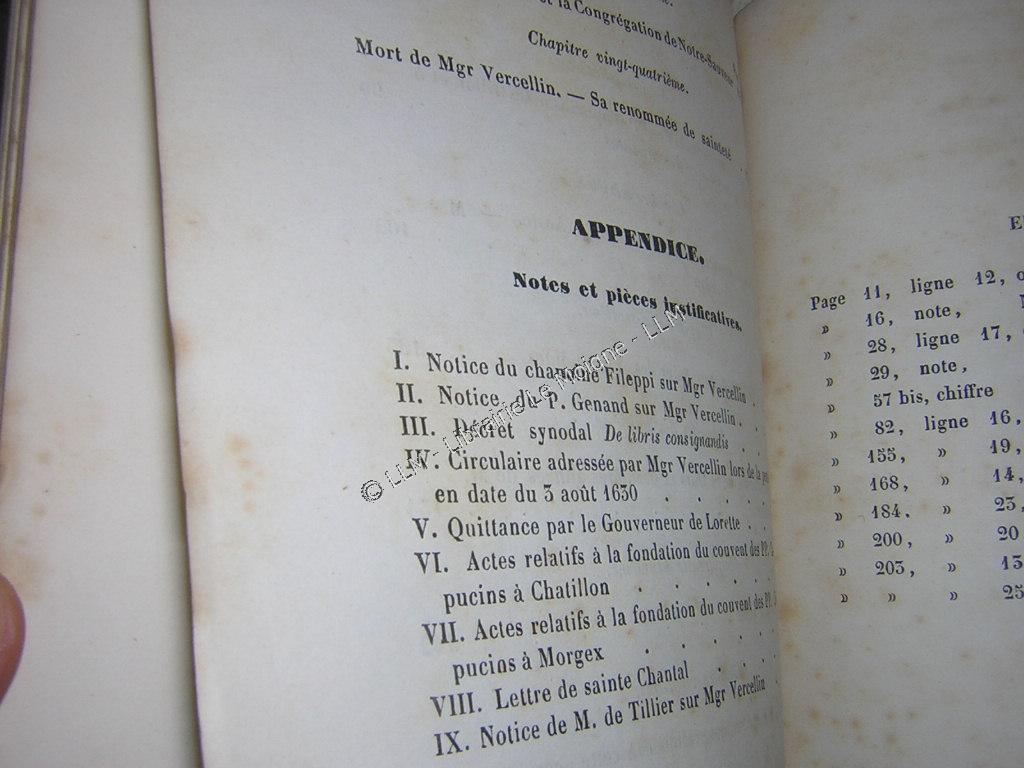 et la Congrégation de Notre-Sauveur
Chapitre vingt-quatrième.
Mort de Mgr Vercellin. — Sa renommée de sainteté
APPENDICE.
Notes et pièces justificatives.
I. Notice du chanoine Fileppi sur Mgr Vercellin .
II. Notice du P. Genand sur Mgr Vercellin . .
III. Décret synodal De libris consignandis . .
IV. Circulaire adressée par Mgr Vercellin lors de la
en date du 3 août 1630 . . . .
V. Quittance par le Gouverneur de Lorette . .
VI. Actes relatifs à la fondation du couvent des PP.
pucins à Chatillon . . . . .
VII. Actes relatifs à la fondation du couvent des PP.
pucins à Morgex . . . . .
VIII. Lettre de sainte Chantal . . . .
IX. Notice de M. de Tillier sur Mgr Vercellin .
© LLM - Librairie Le Moigne - LLM
E
Page 11, ligne 12,
» 16, note,
» 28, ligne 17,
» 29, note,
» 57 bis, chiffre
» 82, ligne 16,
» 155, » 19,
» 168, » 14,
» 184. » 23,
» 200, » 20
» 203, » 13
» » » 25